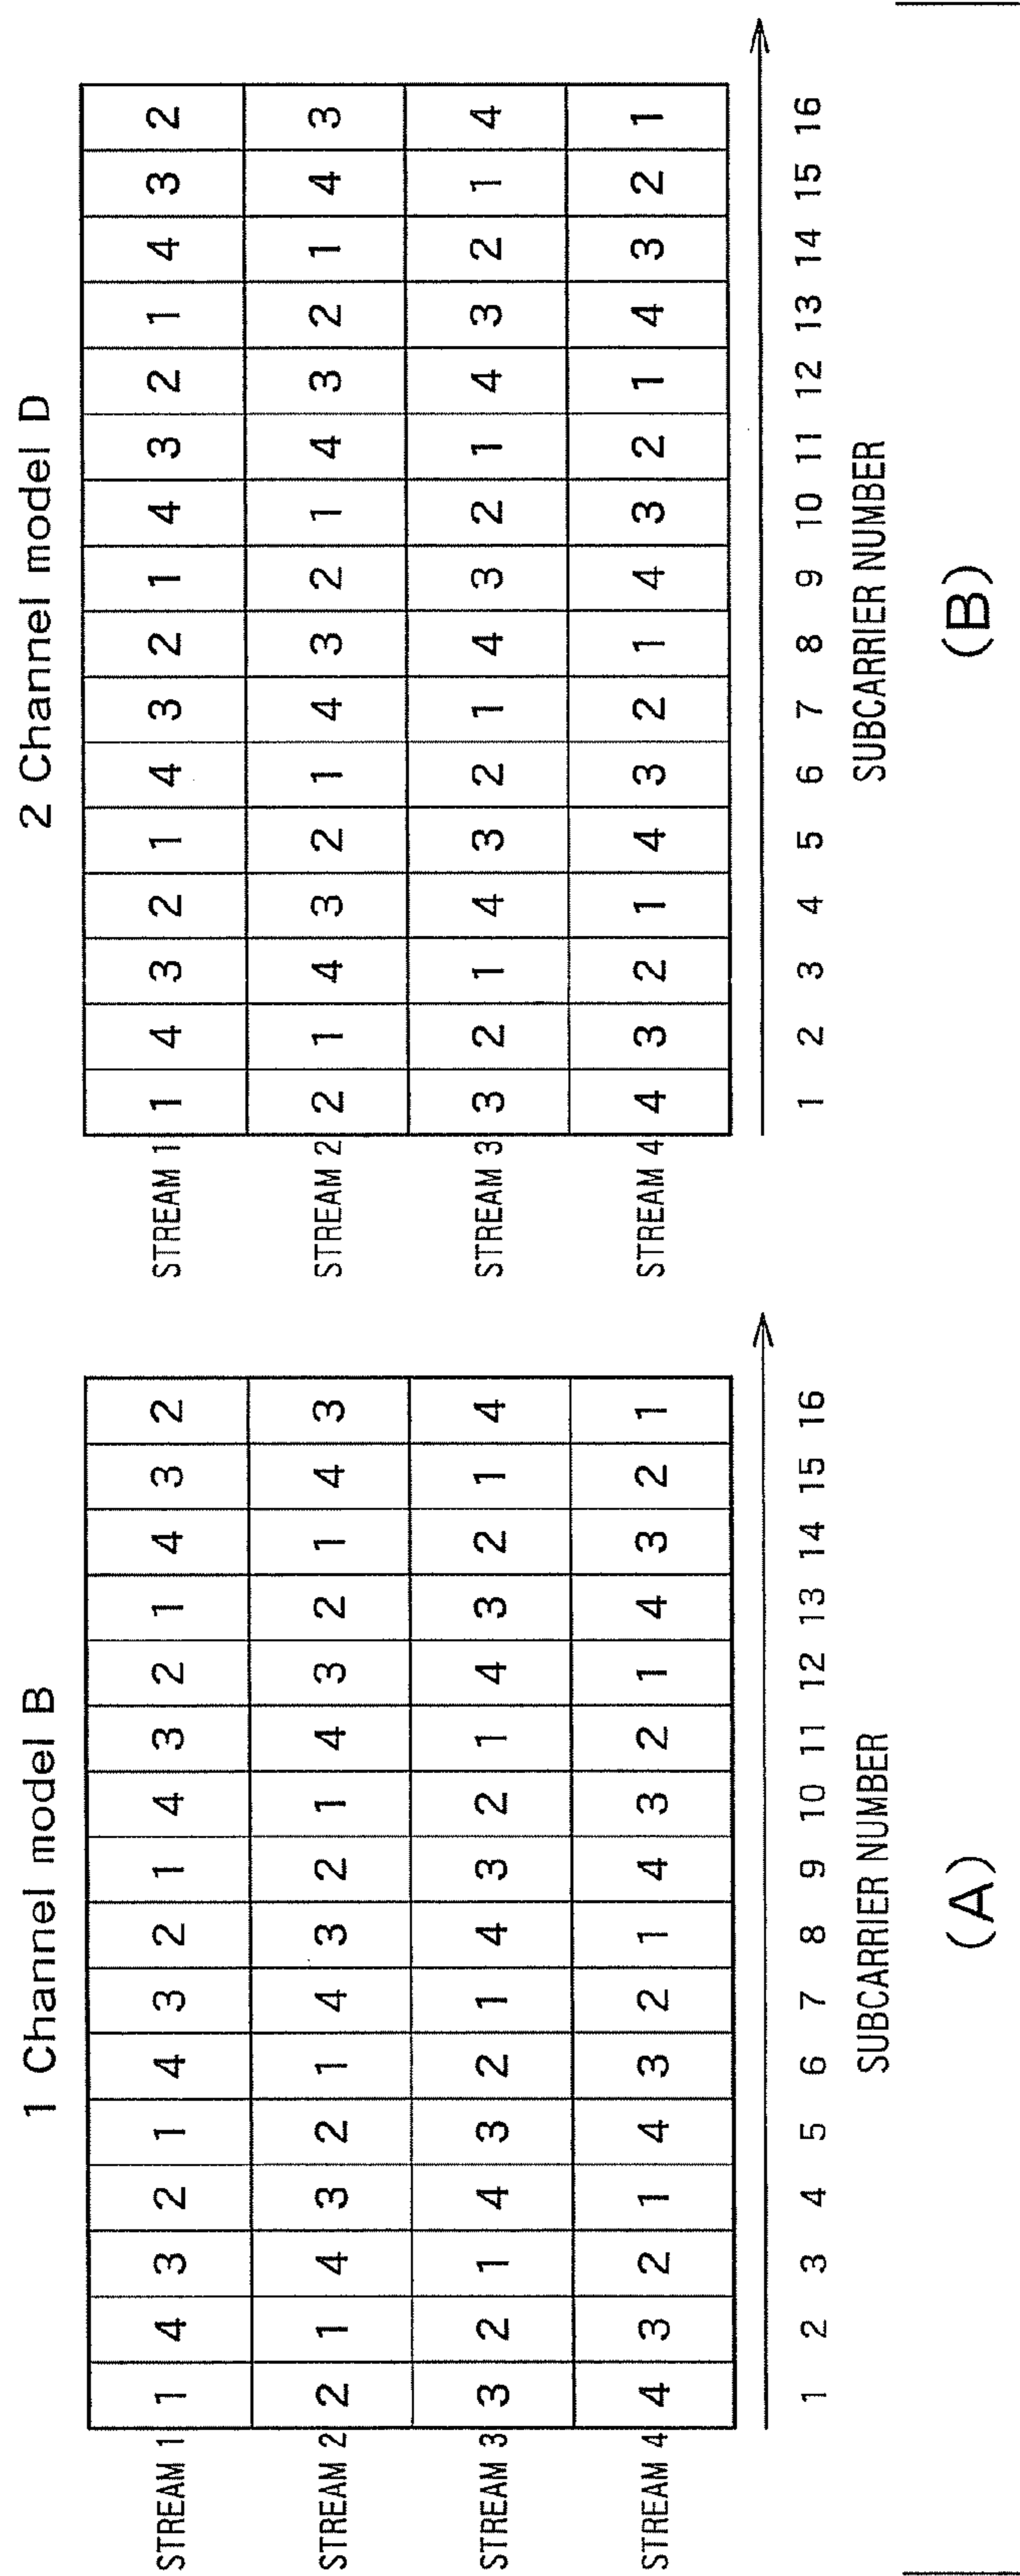 1 Channel model B
STREAM 1 1 4 3 2 1 4 3 2 1 4 3 2 1 4 3 2
STREAM 2 2 1 4 3 2 1 4 3 2 1 4 3 2 1 4 3
STREAM 3 3 2 1 4 3 2 1 4 3 2 1 4 3 2 1 4
STREAM 4 4 3 2 1 4 3 2 1 4 3 2 1 4 3 2 1
1 2 3 4 5 6 7 8 9 10 11 12 13 14 15 16
SUBCARRIER NUMBER
(A)
2 Channel model D
STREAM 1 1 4 3 2 1 4 3 2 1 4 3 2 1 4 3 2
STREAM 2 2 1 4 3 2 1 4 3 2 1 4 3 2 1 4 3
STREAM 3 3 2 1 4 3 2 1 4 3 2 1 4 3 2 1 4
STREAM 4 4 3 2 1 4 3 2 1 4 3 2 1 4 3 2 1
1 2 3 4 5 6 7 8 9 10 11 12 13 14 15 16
SUBCARRIER NUMBER
(B)